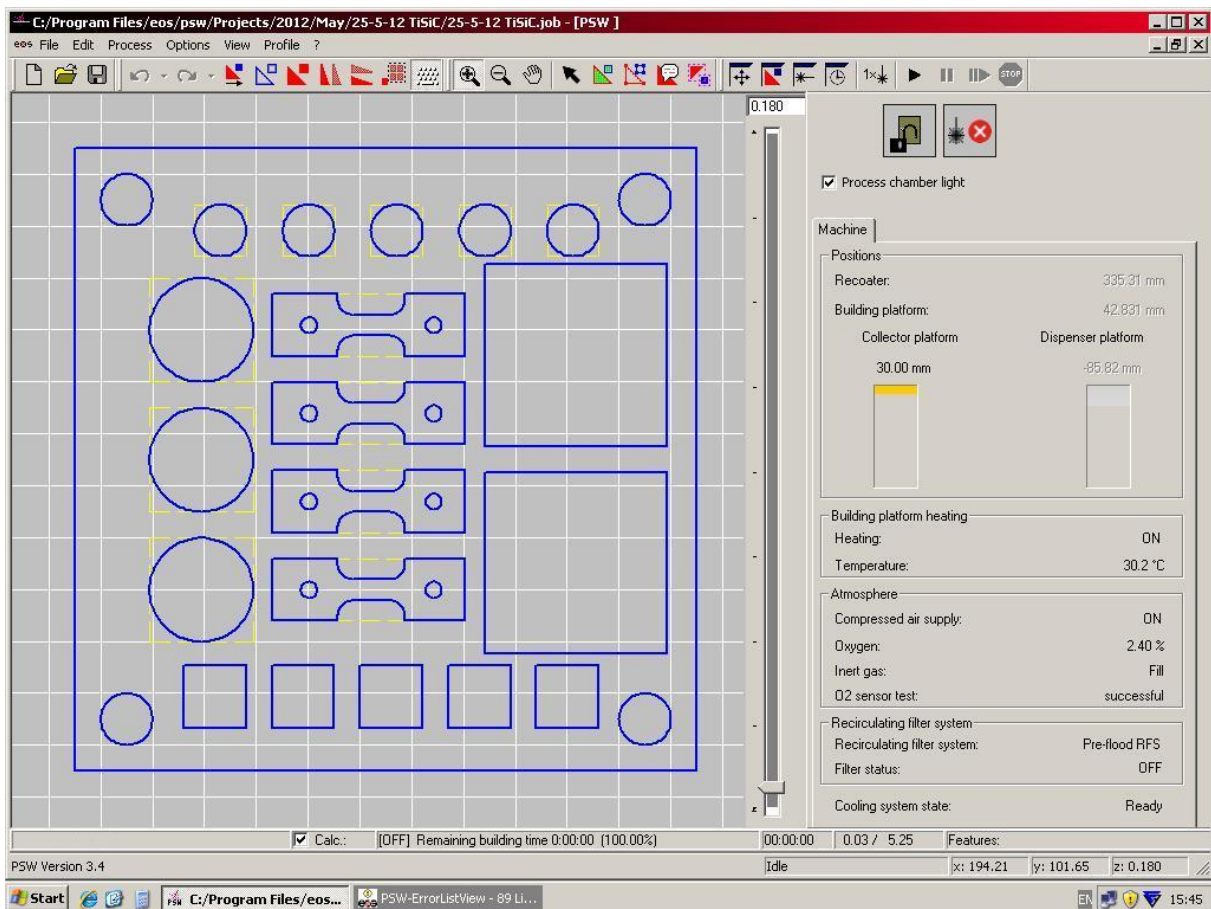 C:/Program Files/eos/psw/Projects/2012/May/25-5-12 TiSiC/25-5-12 TiSiC.job - [PSW ]
eos File Edit Process Options View Profile ?
1×
STOP
0.180
Process chamber light
Machine
Positions
Recoater: 335.31 mm
Building platform: 42.831 mm
Collector platform Dispenser platform
30.00 mm -85.82 mm
Building platform heating
Heating: ON
Temperature: 30.2 °C
Atmosphere
Compressed air supply: ON
Oxygen: 2.40 %
Inert gas: Fill
O2 sensor test: successful
Recirculating filter system
Recirculating filter system: Pre-flood RFS
Filter status: OFF
z
Cooling system state: Ready
Calc.: [OFF] Remaining building time 0:00:00 (100.00%) 00:00:00 0.03 / 5.25 Features:
PSW Version 3.4 Idle x: 194.21 y: 101.65 z: 0.180
Start C:/Program Files/eos... PSW-ErrorListView - 89 Li... EN 15:45